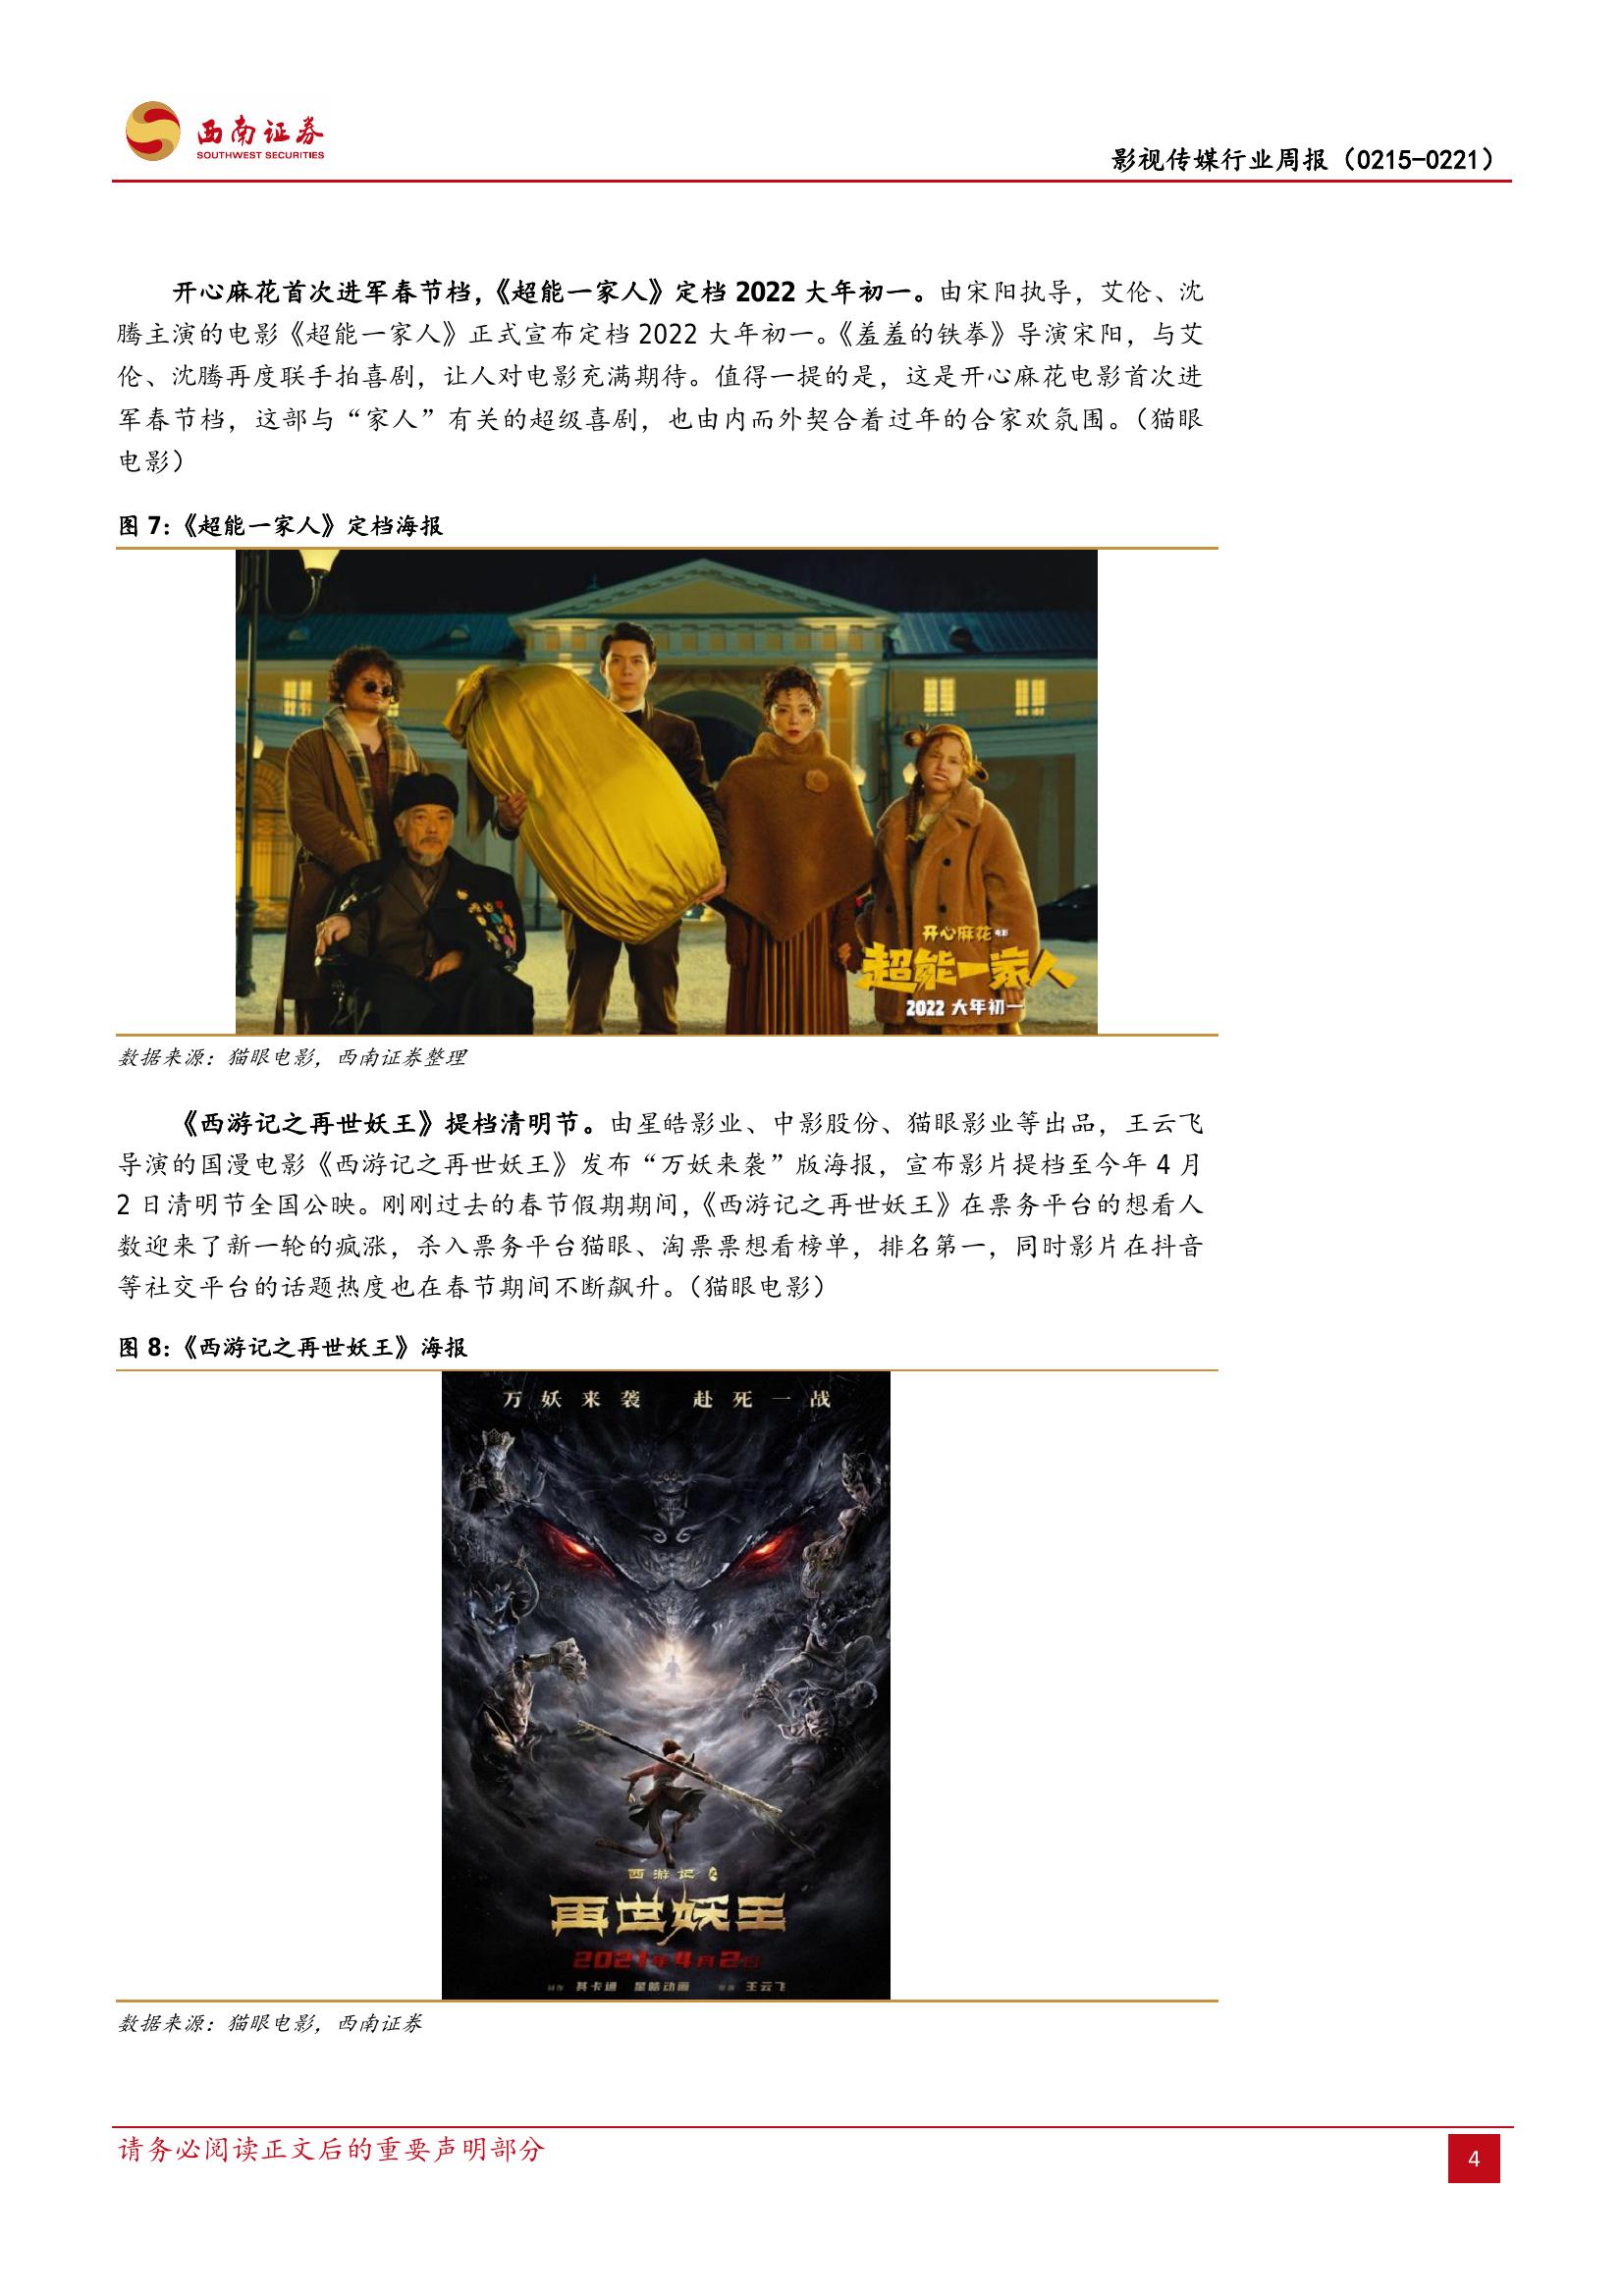 西南证券
SOUTHWEST SECURITIES
影视传媒行业周报（0215-0221）
开心麻花首次进军春节档，《超能一家人》定档 2022 大年初一。由宋阳执导，艾伦、沈
腾主演的电影《超能一家人》正式宣布定档 2022 大年初一。《羞羞的铁拳》导演宋阳，与艾
伦、沈腾再度联手拍喜剧，让人对电影充满期待。值得一提的是，这是开心麻花电影首次进
军春节档，这部与“家人”有关的超级喜剧，也由内而外契合着过年的合家欢氛围。（猫眼
电影）
图 7：《超能一家人》定档海报
开心麻花电影
超能一家人
2022 大年初一
数据来源：猫眼电影，西南证券整理
《西游记之再世妖王》提档清明节。由星皓影业、中影股份、猫眼影业等出品，王云飞
导演的国漫电影《西游记之再世妖王》发布“万妖来袭”版海报，宣布影片提档至今年 4 月
2 日清明节全国公映。刚刚过去的春节假期期间，《西游记之再世妖王》在票务平台的想看人
数迎来了新一轮的疯涨，杀入票务平台猫眼、淘票票想看榜单，排名第一，同时影片在抖音
等社交平台的话题热度也在春节期间不断飙升。（猫眼电影）
图 8：《西游记之再世妖王》海报
万妖来袭 赴死一战
西游记之
再世妖王
2021年4月2日
其卡通 星皓动画 导演 王云飞
数据来源：猫眼电影，西南证券
请务必阅读正文后的重要声明部分
4